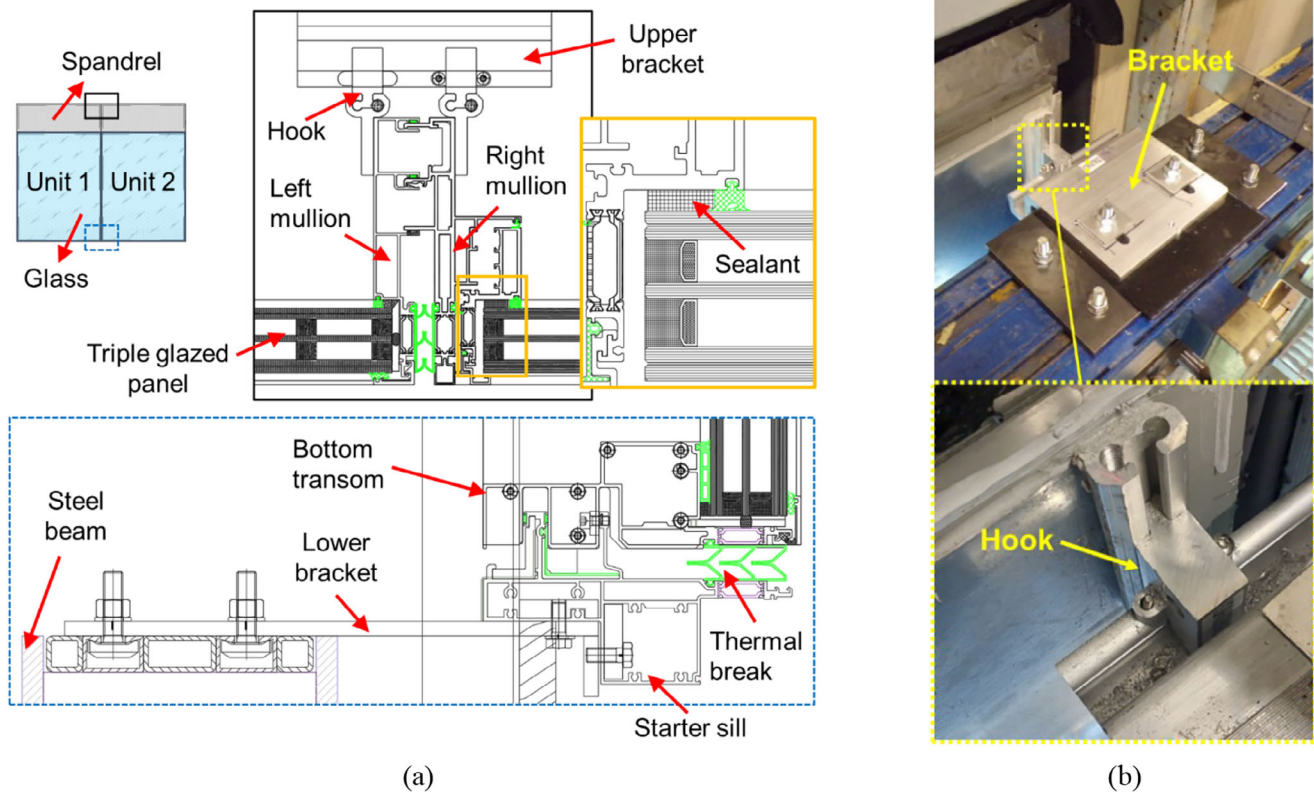 Spandrel
Unit 1
Unit 2
Glass
Upper
bracket
Hook
Left
mullion
Right
mullion
Sealant
Triple glazed
panel
Bottom
transom
Steel
beam
Lower
bracket
Thermal
break
Starter sill
(a)
Bracket
Hook
(b)